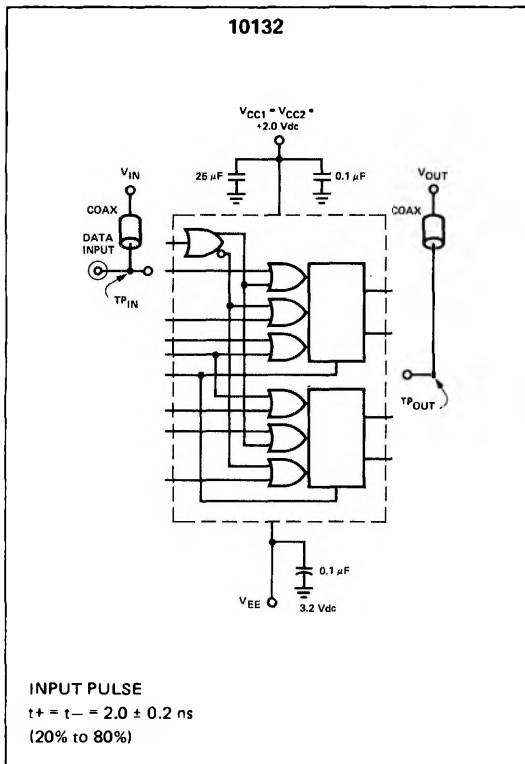 10132
VCC1 = VCC2 =
+2.0 Vdc
25 μF
0.1 μF
VIN
VOUT
COAX
COAX
DATA
INPUT
TPIN
TPOUT
0.1 μF
VEE
3.2 Vdc
INPUT PULSE
t+ = t− = 2.0 ± 0.2 ns
(20% to 80%)